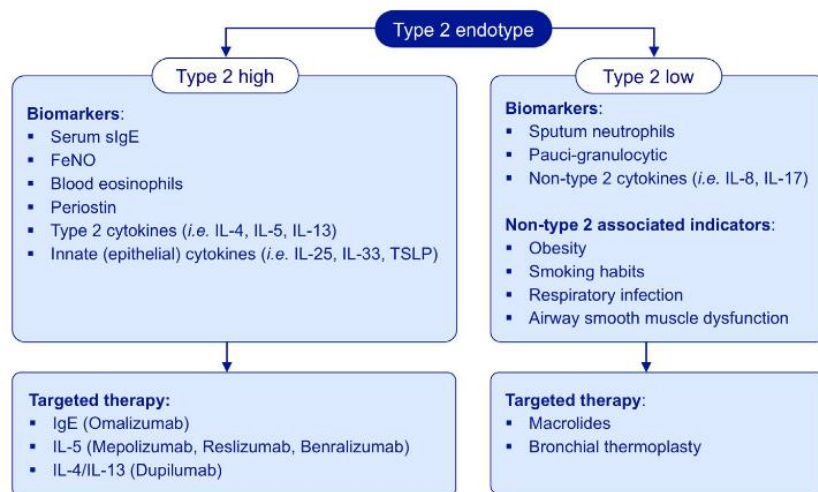 Type 2 endotype
Type 2 high
Biomarkers:
▪ Serum sIgE
▪ FeNO
▪ Blood eosinophils
▪ Periostin
▪ Type 2 cytokines (i.e. IL-4, IL-5, IL-13)
▪ Innate (epithelial) cytokines (i.e. IL-25, IL-33, TSLP)
Targeted therapy:
▪ IgE (Omalizumab)
▪ IL-5 (Mepolizumab, Reslizumab, Benralizumab)
▪ IL-4/IL-13 (Dupilumab)
Type 2 low
Biomarkers:
▪ Sputum neutrophils
▪ Pauci-granulocytic
▪ Non-type 2 cytokines (i.e. IL-8, IL-17)
Non-type 2 associated indicators:
▪ Obesity
▪ Smoking habits
▪ Respiratory infection
▪ Airway smooth muscle dysfunction
Targeted therapy:
▪ Macrolides
▪ Bronchial thermoplasty